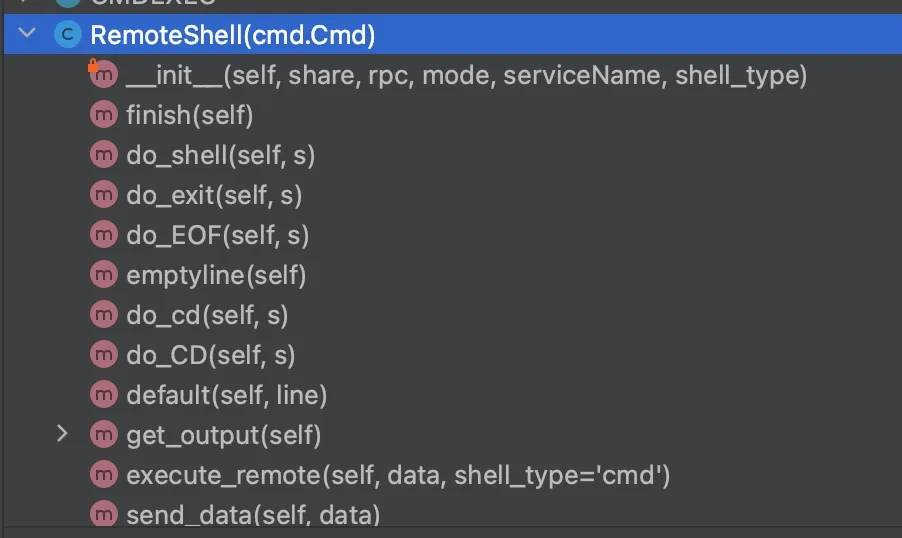 CMDEXEC
C RemoteShell(cmd.Cmd)
m __init__(self, share, rpc, mode, serviceName, shell_type)
m finish(self)
m do_shell(self, s)
m do_exit(self, s)
m do_EOF(self, s)
m emptyline(self)
m do_cd(self, s)
m do_CD(self, s)
m default(self, line)
m get_output(self)
m execute_remote(self, data, shell_type='cmd')
m send_data(self, data)